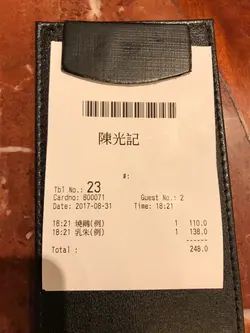 陳光記
#:
Tbl No.: 23
Cardno: 800071 Guest No.: 2
Date: 2017-08-31 Time: 18:21
18:21 燒鵝(例) 1 110.0
18:21 乳朱(例) 1 138.0
------
Total : 248.0